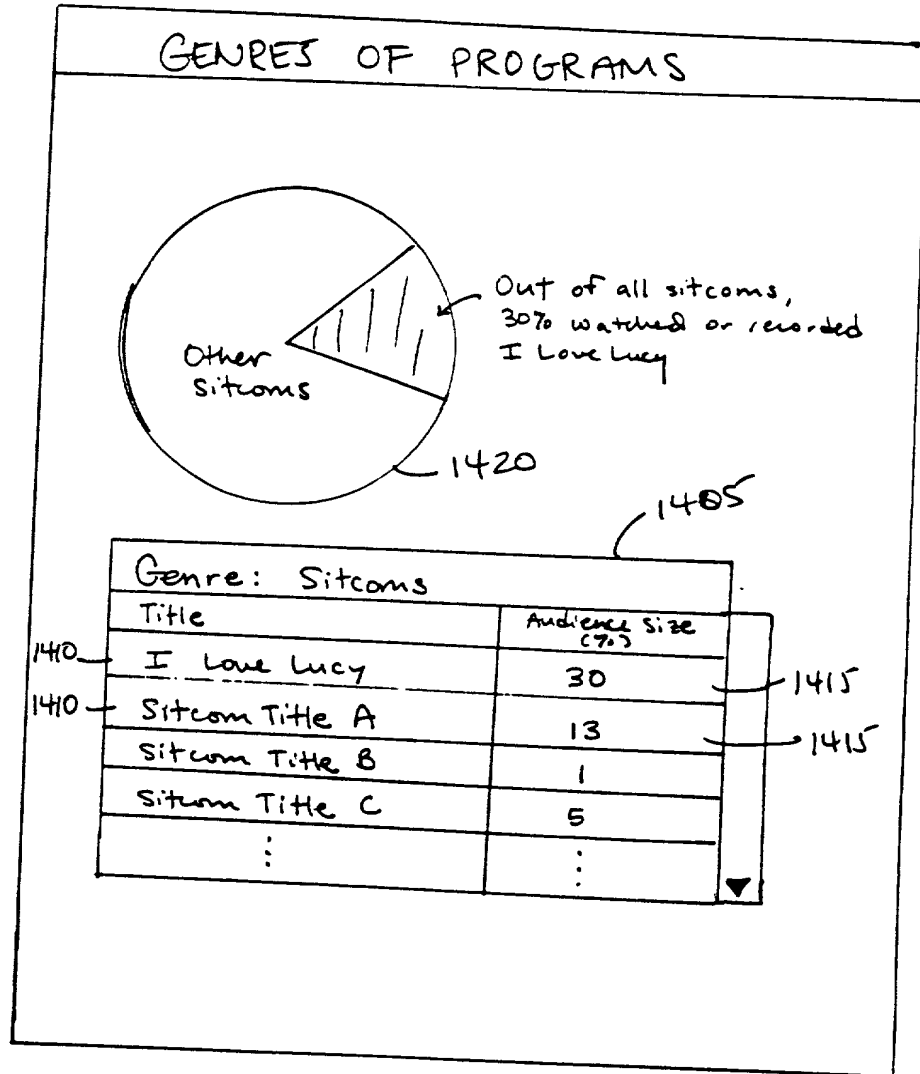 GENRES OF PROGRAMS
Out of all sitcoms,
30% watched or recorded
I Love Lucy
Other
Sitcoms
1420
1405
Genre: Sitcoms
Title Audience Size
(%)
1410 I Love Lucy 30 1415
1410 Sitcom Title A 13 1415
Sitcom Title B 1
Sitcom Title C 5
⋮ ⋮